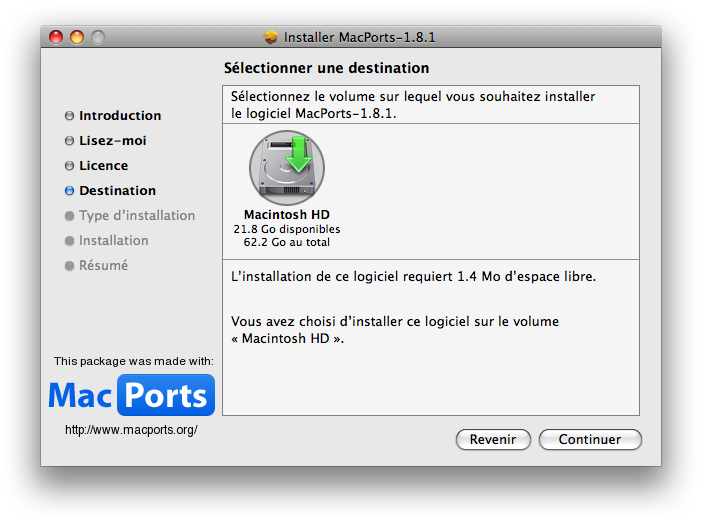 Installer MacPorts-1.8.1
Sélectionner une destination
Introduction
Lisez-moi
Licence
Destination
Type d'installation
Installation
Résumé
Sélectionnez le volume sur lequel vous souhaitez installer
le logiciel MacPorts-1.8.1.
Macintosh HD
21.8 Go disponibles
62.2 Go au total
L'installation de ce logiciel requiert 1.4 Mo d'espace libre.
Vous avez choisi d'installer ce logiciel sur le volume
« Macintosh HD ».
This package was made with:
MacPorts
http://www.macports.org/
Revenir
Continuer